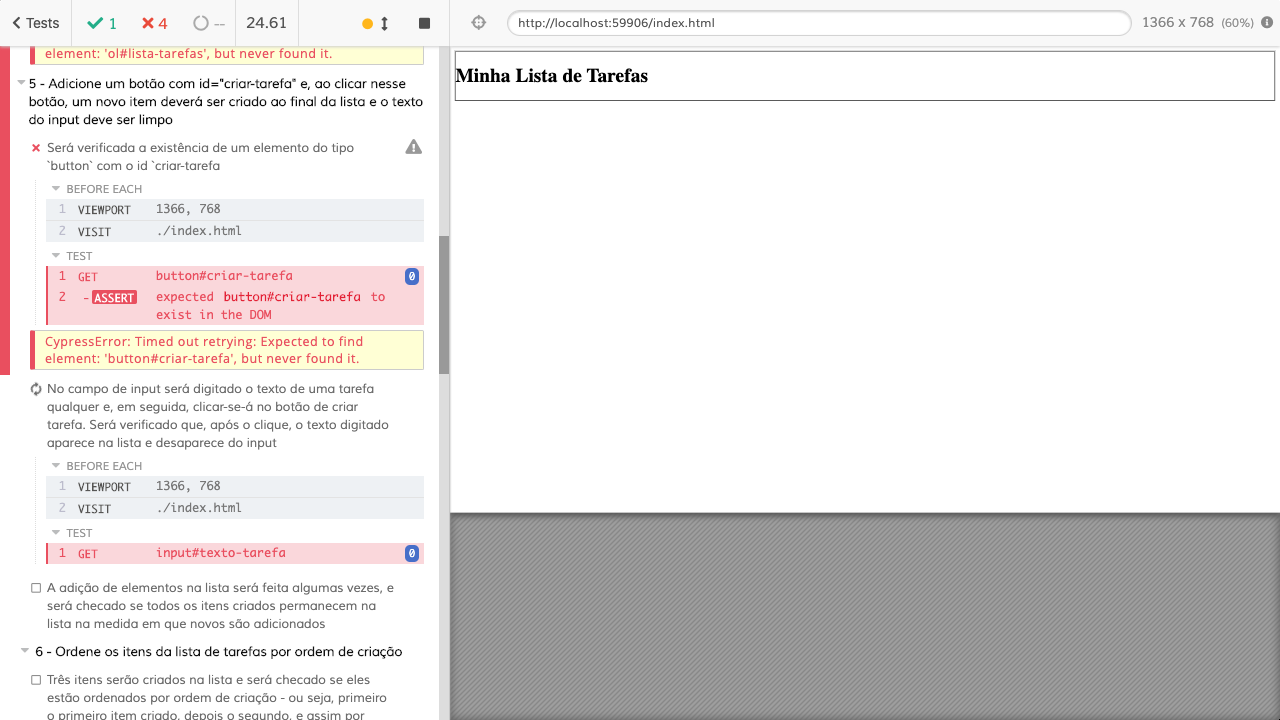 Tests
1
4
--
24.61
http://localhost:59906/index.html
1366 x 768 (60%)
element: 'ol#lista-tarefas', but never found it.
5 - Adicione um botão com id="criar-tarefa" e, ao clicar nesse
botão, um novo item deverá ser criado ao final da lista e o texto
do input deve ser limpo
Será verificada a existência de um elemento do tipo
`button` com o id `criar-tarefa
BEFORE EACH
1 VIEWPORT 1366, 768
2 VISIT ./index.html
TEST
1 GET button#criar-tarefa 0
2 -ASSERT expected button#criar-tarefa to
exist in the DOM
CypressError: Timed out retrying: Expected to find
element: 'button#criar-tarefa', but never found it.
No campo de input será digitado o texto de uma tarefa
qualquer e, em seguida, clicar-se-á no botão de criar
tarefa. Será verificado que, após o clique, o texto digitado
aparece na lista e desaparece do input
BEFORE EACH
1 VIEWPORT 1366, 768
2 VISIT ./index.html
TEST
1 GET input#texto-tarefa 0
A adição de elementos na lista será feita algumas vezes, e
será checado se todos os itens criados permanecem na
lista na medida em que novos são adicionados
6 - Ordene os itens da lista de tarefas por ordem de criação
Três itens serão criados na lista e será checado se eles
estão ordenados por ordem de criação - ou seja, primeiro
o primeiro item criado, depois o segundo, e assim por
Minha Lista de Tarefas